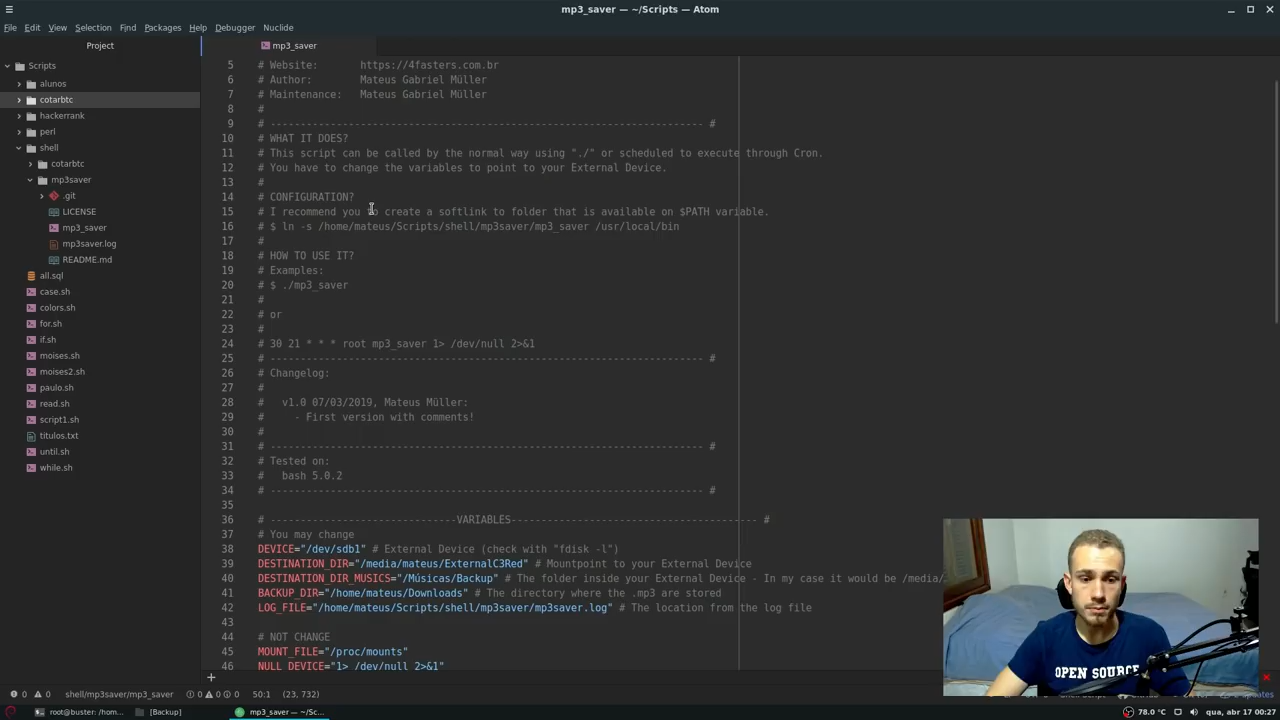 mp3_saver — ~/Scripts — Atom
File Edit View Selection Find Packages Help Debugger Nuclide
Project
mp3_saver
Scripts
alunos
cotarbtc
hackerrank
perl
shell
cotarbtc
mp3saver
.git
LICENSE
mp3_saver
mp3saver.log
README.md
all.sql
case.sh
colors.sh
for.sh
if.sh
moises.sh
moises2.sh
paulo.sh
read.sh
script1.sh
titulos.txt
until.sh
while.sh
5 # Website: https://4fasters.com.br
6 # Author: Mateus Gabriel Müller
7 # Maintenance: Mateus Gabriel Müller
8 #
9 # ------------------------------------------------------------------------ #
10 # WHAT IT DOES?
11 # This script can be called by the normal way using "./" or scheduled to execute through Cron.
12 # You have to change the variables to point to your External Device.
13 #
14 # CONFIGURATION?
15 # I recommend you to create a softlink to folder that is available on $PATH variable.
16 # $ ln -s /home/mateus/Scripts/shell/mp3saver/mp3_saver /usr/local/bin
17 #
18 # HOW TO USE IT?
19 # Examples:
20 # $ ./mp3_saver
21 #
22 # or
23 #
24 # 30 21 * * * root mp3_saver 1> /dev/null 2>&1
25 # ------------------------------------------------------------------------ #
26 # Changelog:
27 #
28 # v1.0 07/03/2019, Mateus Müller:
29 # - First version with comments!
30 #
31 # ------------------------------------------------------------------------ #
32 # Tested on:
33 # bash 5.0.2
34 # ------------------------------------------------------------------------ #
35
36 # -------------------------------VARIABLES----------------------------------------- #
37 # You may change
38 DEVICE="/dev/sdb1" # External Device (check with "fdisk -l")
39 DESTINATION_DIR="/media/mateus/ExternalC3Red" # Mountpoint to your External Device
40 DESTINATION_DIR_MUSICS="/Músicas/Backup" # The folder inside your External Device - In my case it would be /media/
41 BACKUP_DIR="/home/mateus/Downloads" # The directory where the .mp3 are stored
42 LOG_FILE="/home/mateus/Scripts/shell/mp3saver/mp3saver.log" # The location from the log file
43
44 # NOT CHANGE
45 MOUNT_FILE="/proc/mounts"
46 NULL_DEVICE="1> /dev/null 2>&1"
OPEN SOURCE
0 0 shell/mp3saver/mp3_saver 0 0 0 50:1 (23, 732)
root@buster: /hom... [Backup] mp3_saver — ~/Sc... 78.0 °C qua, abr 17 00:27